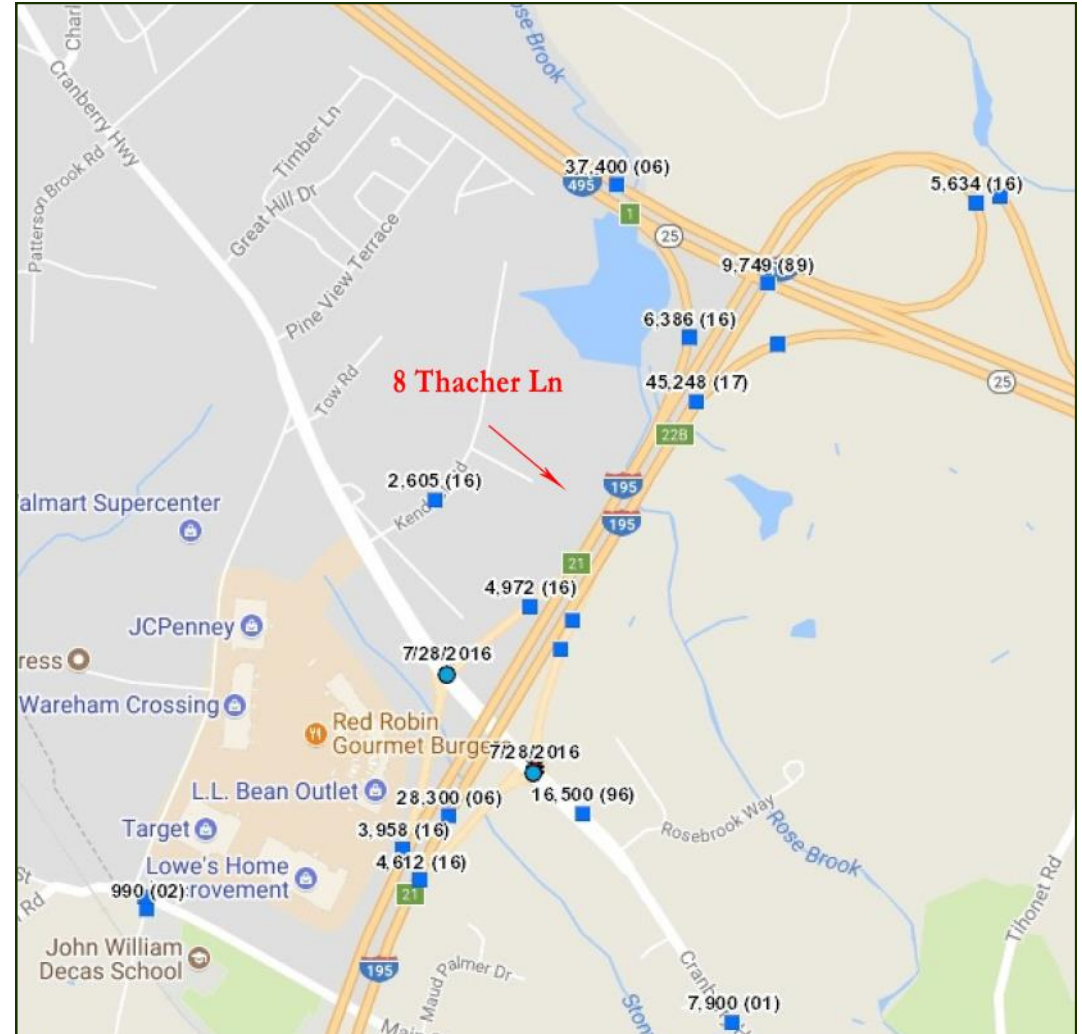 Charl
Rose Brook
Cranberry Hwy
Timber Ln
Patterson Brook Rd
Great Hill Dr
37,400 (06)
495
5,634 (16)
1
25
Pine View Terrace
9,749 (89)
6,386 (16)
Tow Rd
8 Thacher Ln
45,248 (17)
25
22B
2,605 (16)
195
almart Supercenter
195
21
4,972 (16)
JCPenney
7/28/2016
ress
Wareham Crossing
Red Robin
Gourmet Burgers
7/28/2016
L.L. Bean Outlet
28,300 (06)
16,500 (96)
Rosebrook Way
Target
3,958 (16)
Rose Brook
Lowe's Home
4,612 (16)
St
990 (02)
rovement
21
Rd
Tihonet Rd
John William
Decas School
195
Maud Palmer Dr
7,900 (01)